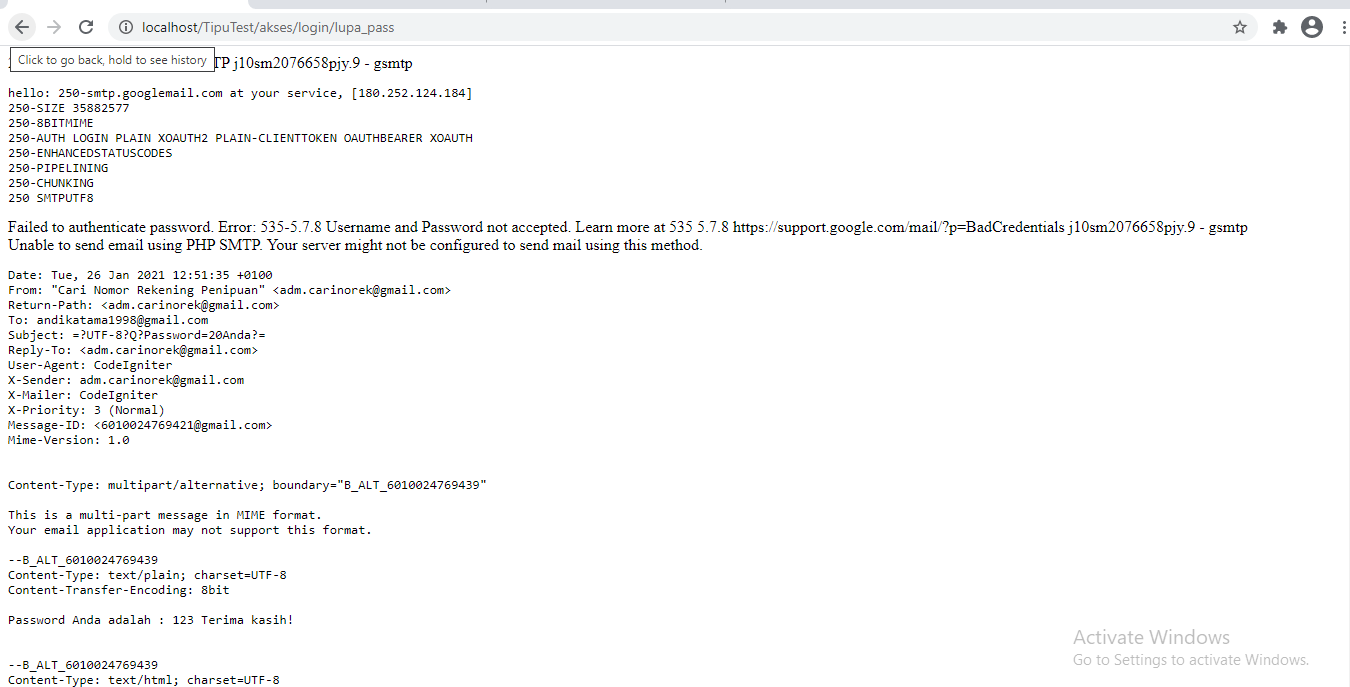 localhost/TipuTest/akses/login/lupa_pass
Click to go back, hold to see history
TP j10sm2076658pjy.9 - gsmtp
hello: 250-smtp.googlemail.com at your service, [180.252.124.184]
250-SIZE 35882577
250-8BITMIME
250-AUTH LOGIN PLAIN XOAUTH2 PLAIN-CLIENTTOKEN OAUTHBEARER XOAUTH
250-ENHANCEDSTATUSCODES
250-PIPELINING
250-CHUNKING
250 SMTPUTF8
Failed to authenticate password. Error: 535-5.7.8 Username and Password not accepted. Learn more at 535 5.7.8 https://support.google.com/mail/?p=BadCredentials j10sm2076658pjy.9 - gsmtp
Unable to send email using PHP SMTP. Your server might not be configured to send mail using this method.
Date: Tue, 26 Jan 2021 12:51:35 +0100
From: "Cari Nomor Rekening Penipuan" <adm.carinorek@gmail.com>
Return-Path: <adm.carinorek@gmail.com>
To: andikatama1998@gmail.com
Subject: =?UTF-8?Q?Password=20Anda?=
Reply-To: <adm.carinorek@gmail.com>
User-Agent: CodeIgniter
X-Sender: adm.carinorek@gmail.com
X-Mailer: CodeIgniter
X-Priority: 3 (Normal)
Message-ID: <6010024769421@gmail.com>
Mime-Version: 1.0
Content-Type: multipart/alternative; boundary="B_ALT_6010024769439"
This is a multi-part message in MIME format.
Your email application may not support this format.
--B_ALT_6010024769439
Content-Type: text/plain; charset=UTF-8
Content-Transfer-Encoding: 8bit
Password Anda adalah : 123 Terima kasih!
--B_ALT_6010024769439
Content-Type: text/html; charset=UTF-8
Activate Windows
Go to Settings to activate Windows.